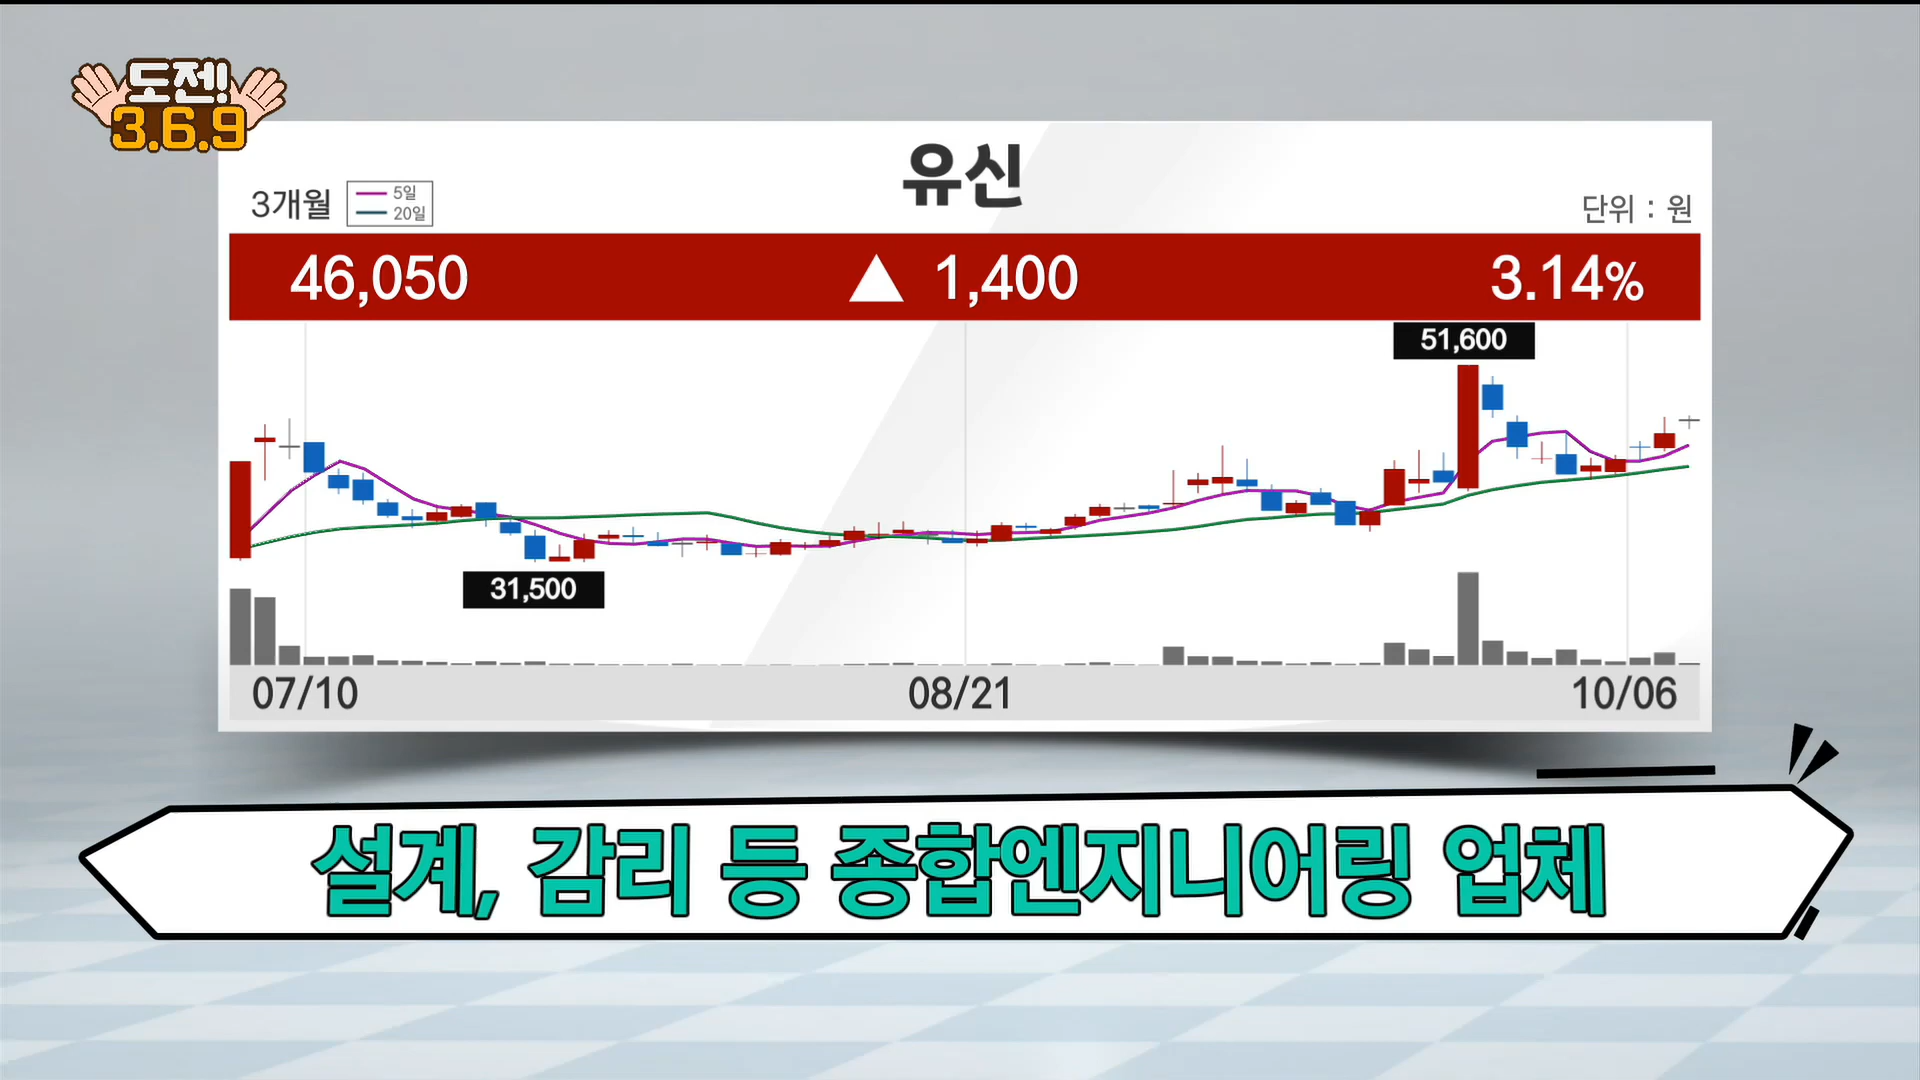 도젠!
3.6.9
유신
3개월
5일
20일
단위 : 원
46,050 ▲ 1,400 3.14%
51,600
31,500
07/10 08/21 10/06
설계, 감리 등 종합엔지니어링 업체